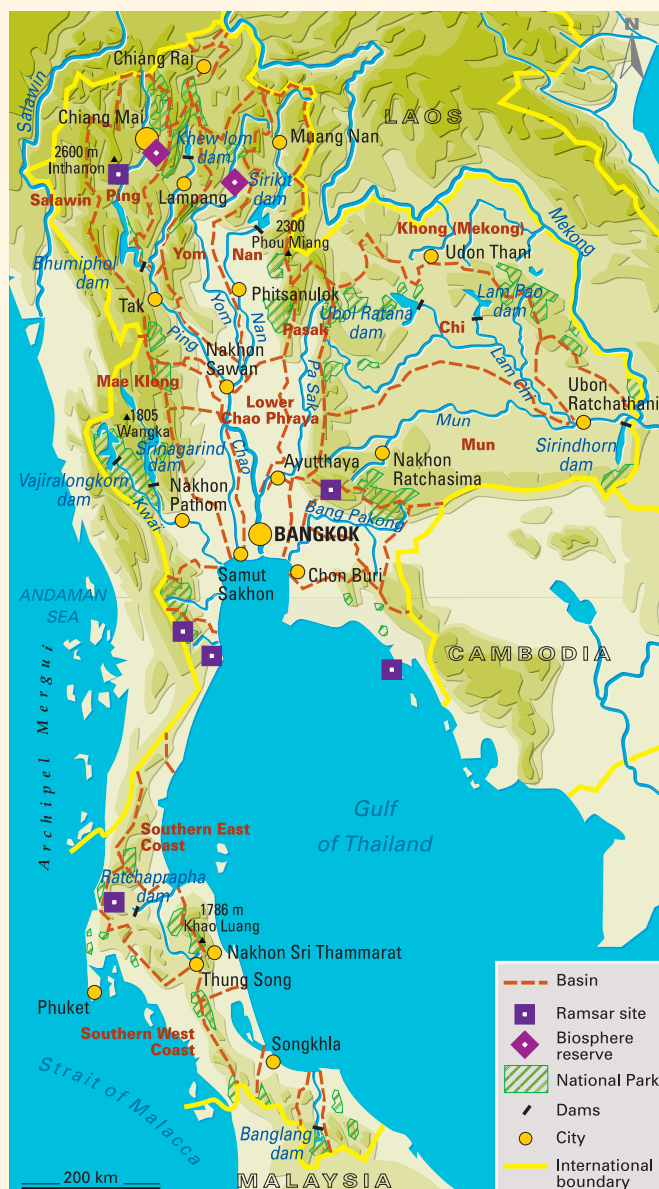 N
Chiang Rai
Salawin
LAOS
Chiang Mai
Khew lom
dam
Muang Nan
2600 m
Inthanon
Salawin
Ping
Lampang
Sirikit
dam
2300
Phou Miang
Khong (Mekong)
Mekong
Udon Thani
Bhumiphol
dam
Yom
Nan
Tak
Phitsanulok
Ubol Ratana
dam
Lam Pao
dam
Chi
Ping
Yom
Nan
Pasak
Pa Sak
Nakhon
Sawan
Lam Chi
Mae Klong
Lower
Chao Phraya
Ubon
Ratchathani
1805
Wangka
Srinagarind
dam
Chao
Mun
Mun
Sirindhorn
dam
Ayutthaya
Nakhon
Ratchasima
Vajiralongkorn
dam
Nakhon
Pathom
Kwai
Bang Pakong
BANGKOK
Samut
Sakhon
Chon Buri
ANDAMAN
SEA
CAMBODIA
Archipel Mergui
Gulf
of Thailand
Southern East
Coast
Ratchaprapha
dam
1786 m
Khao Luang
Nakhon Sri Thammarat
Thung Song
Phuket
Southern West
Coast
Songkhla
Strait of Malacca
Banglang
dam
MALAYSIA
200 km
Basin
Ramsar site
Biosphere
reserve
National Park
Dams
City
International
boundary